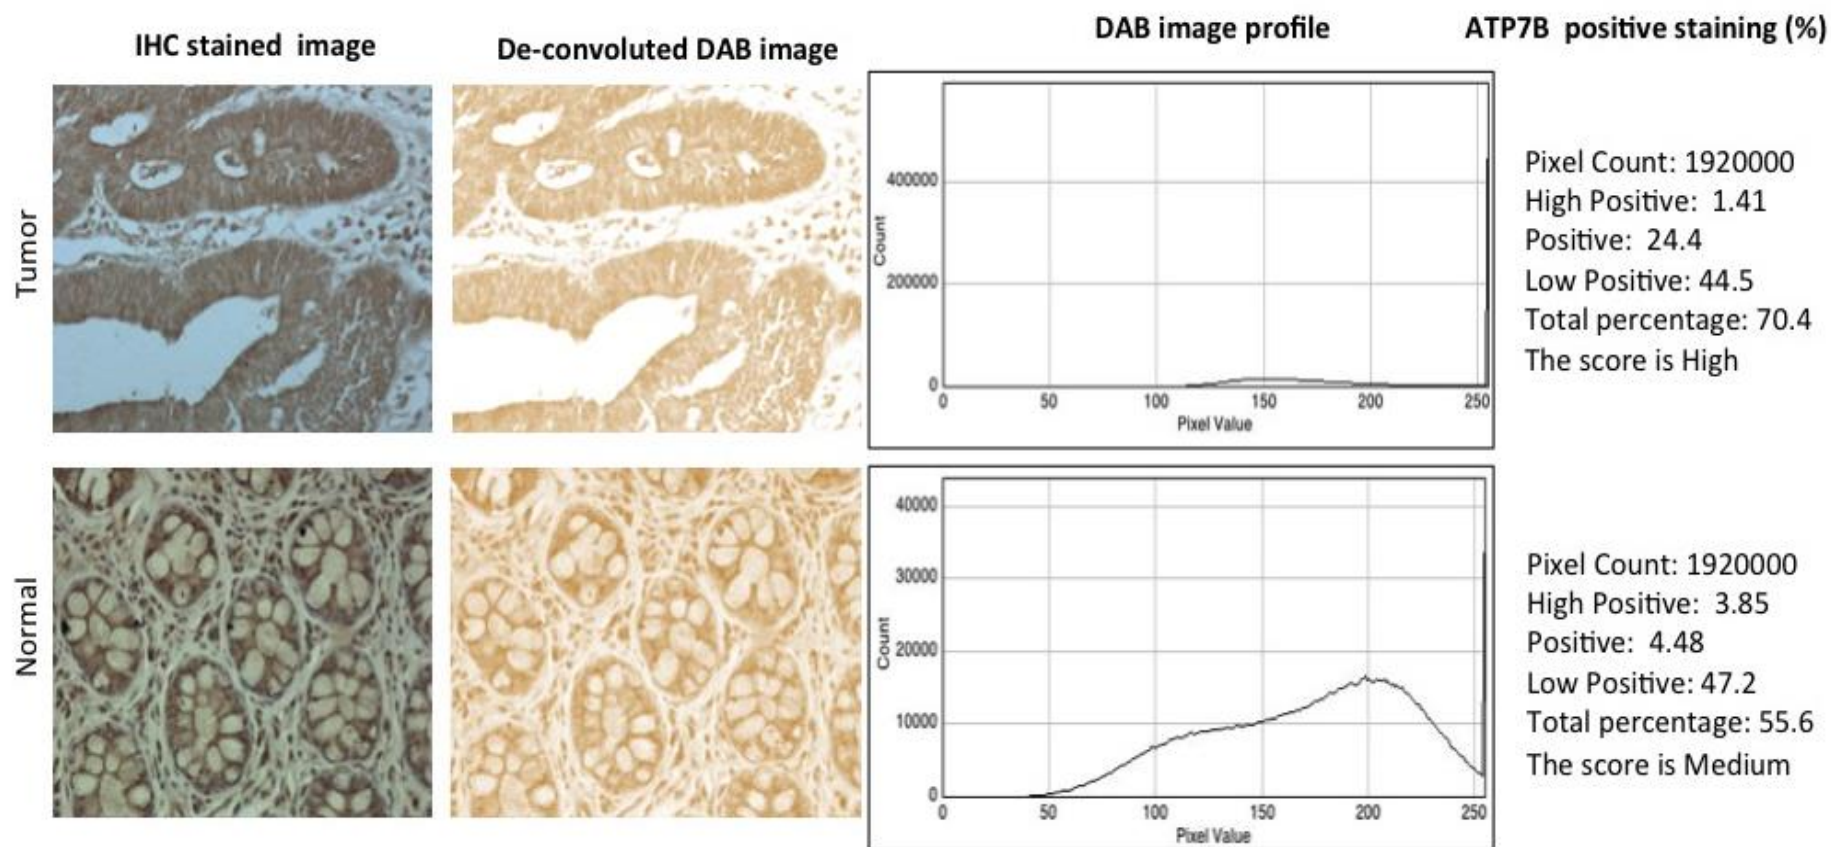 IHC stained image
De-convoluted DAB image
DAB image profile
ATP7B positive staining (%)
Tumor
Count
400000
200000
0
0 50 100 150 200 250
Pixel Value
Pixel Count: 1920000
High Positive: 1.41
Positive: 24.4
Low Positive: 44.5
Total percentage: 70.4
The score is High
Normal
Count
40000
30000
20000
10000
0
0 50 100 150 200 250
Pixel Value
Pixel Count: 1920000
High Positive: 3.85
Positive: 4.48
Low Positive: 47.2
Total percentage: 55.6
The score is Medium